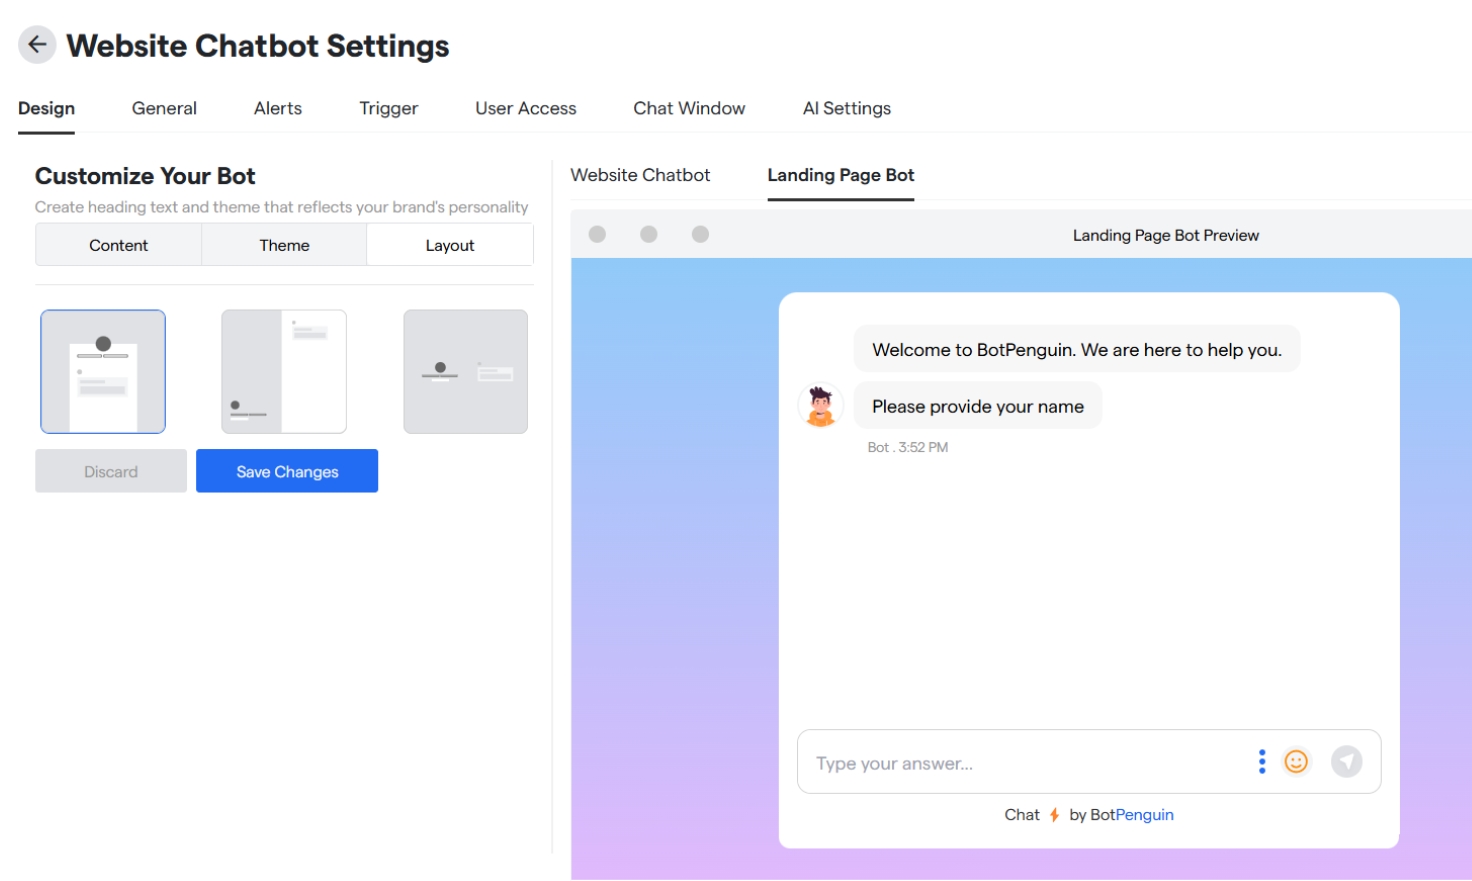 Website Chatbot Settings
Design General Alerts Trigger User Access Chat Window AI Settings
Customize Your Bot
Create heading text and theme that reflects your brand's personality
Content Theme Layout
Discard Save Changes
Website Chatbot Landing Page Bot
Landing Page Bot Preview
Welcome to BotPenguin. We are here to help you.
Please provide your name
Bot . 3:52 PM
Type your answer...
Chat by BotPenguin